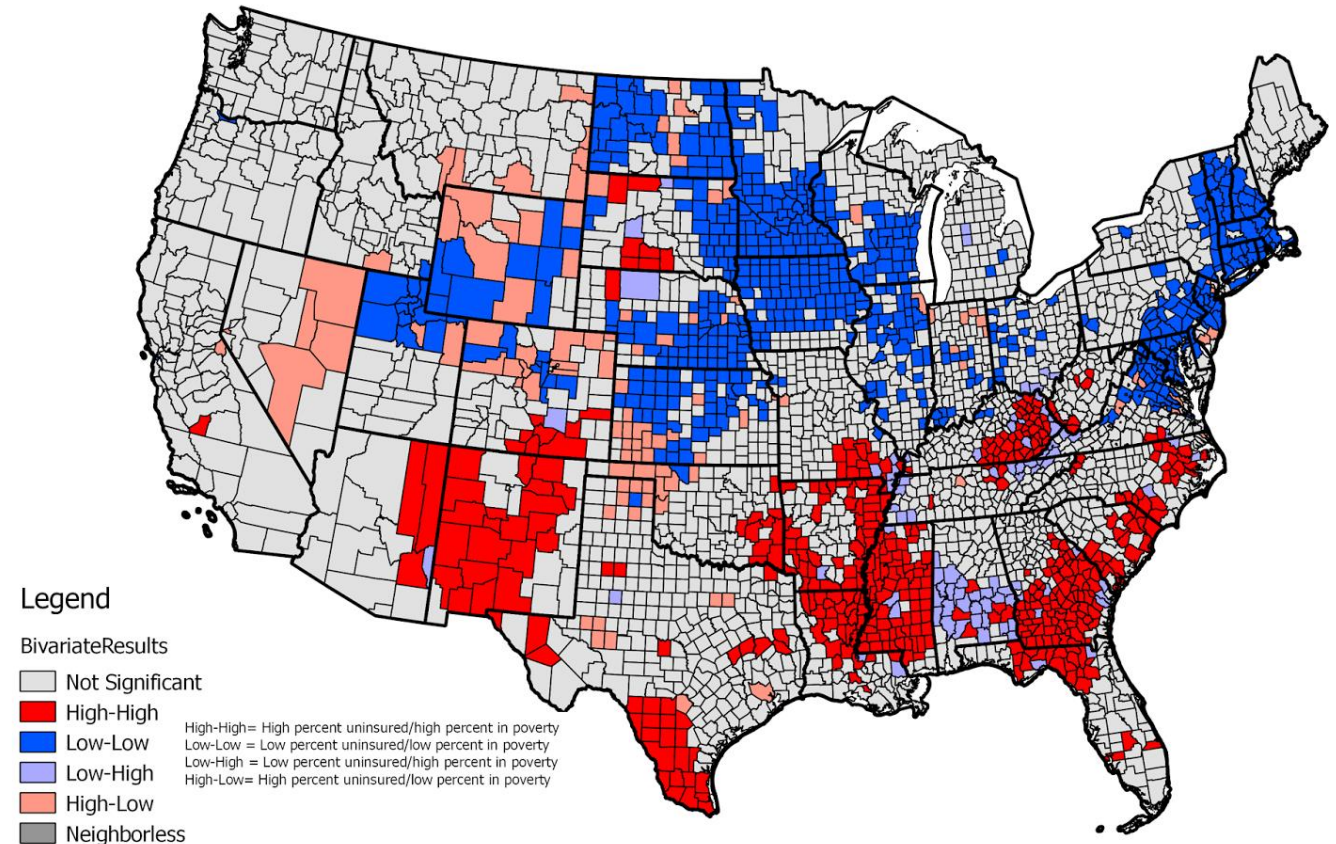 Legend
BivariateResults
Not Significant
High-High
Low-Low
Low-High
High-Low
Neighborless
High-High= High percent uninsured/high percent in poverty
Low-Low = Low percent uninsured/low percent in poverty
Low-High = Low percent uninsured/high percent in poverty
High-Low= High percent uninsured/low percent in poverty